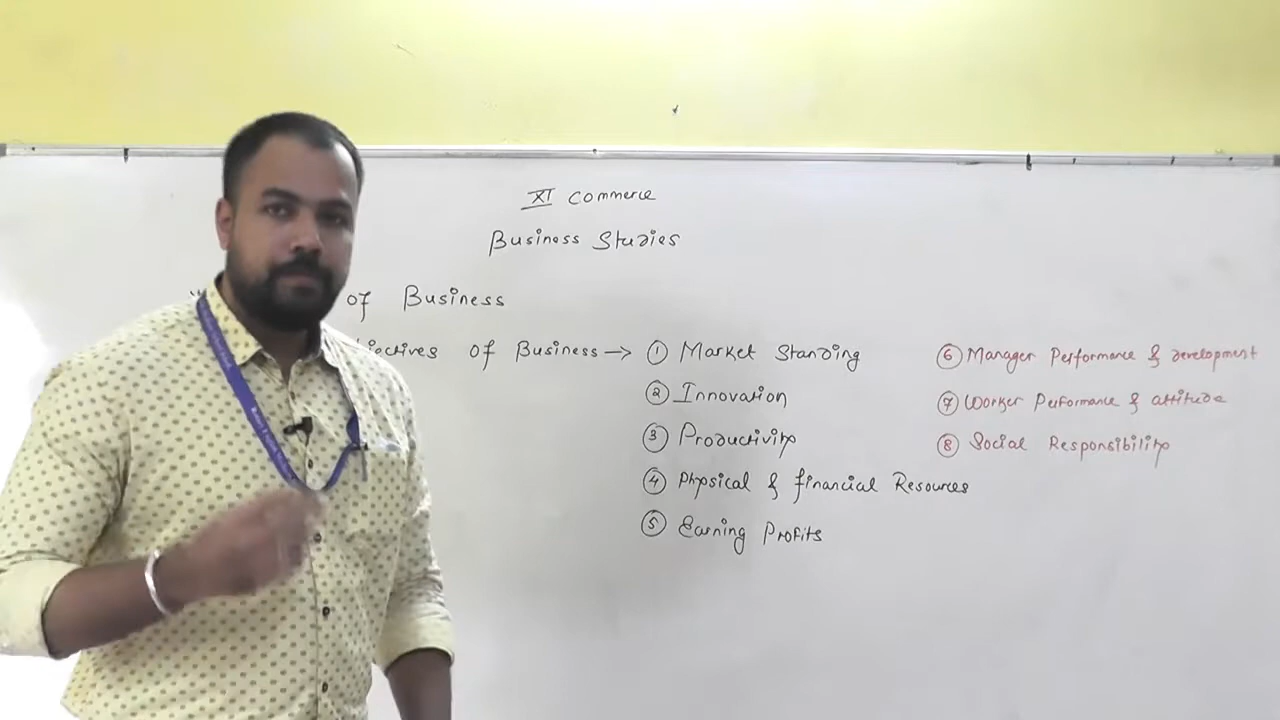 XI Commerce
Business Studies
of Business
jectives of Business → ① Market Standing
② Innovation
③ Productivity
④ Physical & financial Resources
⑤ Earning Profits
⑥ Manager Performance & development
⑦ Worker Performance & attitude
⑧ Social Responsibility